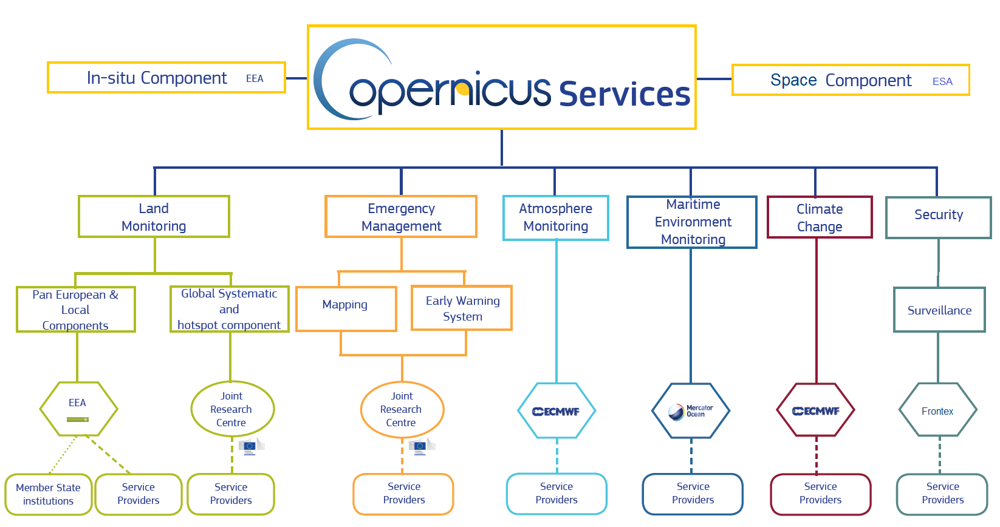 In-situ Component EEA
Copernicus Services
Space Component ESA
Land
Monitoring
Emergency
Management
Atmosphere
Monitoring
Maritime
Environment
Monitoring
Climate
Change
Security
Pan European &
Local
Components
Global Systematic
and
hotspot component
Mapping
Early Warning
System
Surveillance
EEA
Joint
Research
Centre
Joint
Research
Centre
ECMWF
Mercator
Ocean
ECMWF
Frontex
Member State
institutions
Service
Providers
Service
Providers
Service
Providers
Service
Providers
Service
Providers
Service
Providers
Service
Providers